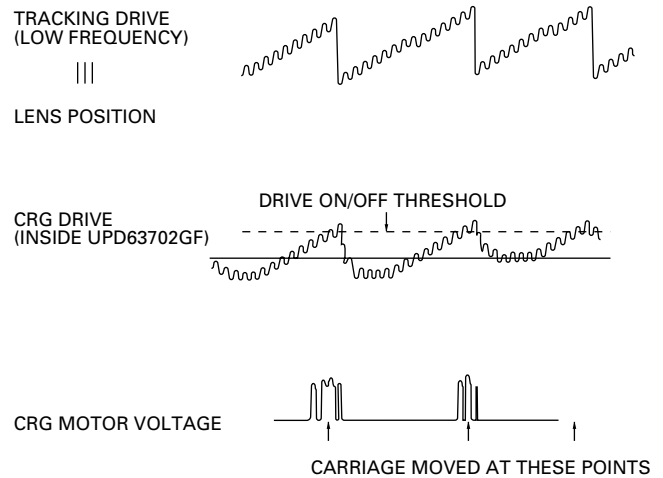 TRACKING DRIVE
(LOW FREQUENCY)
LENS POSITION
DRIVE ON/OFF THRESHOLD
CRG DRIVE
(INSIDE UPD63702GF)
CRG MOTOR VOLTAGE
CARRIAGE MOVED AT THESE POINTS